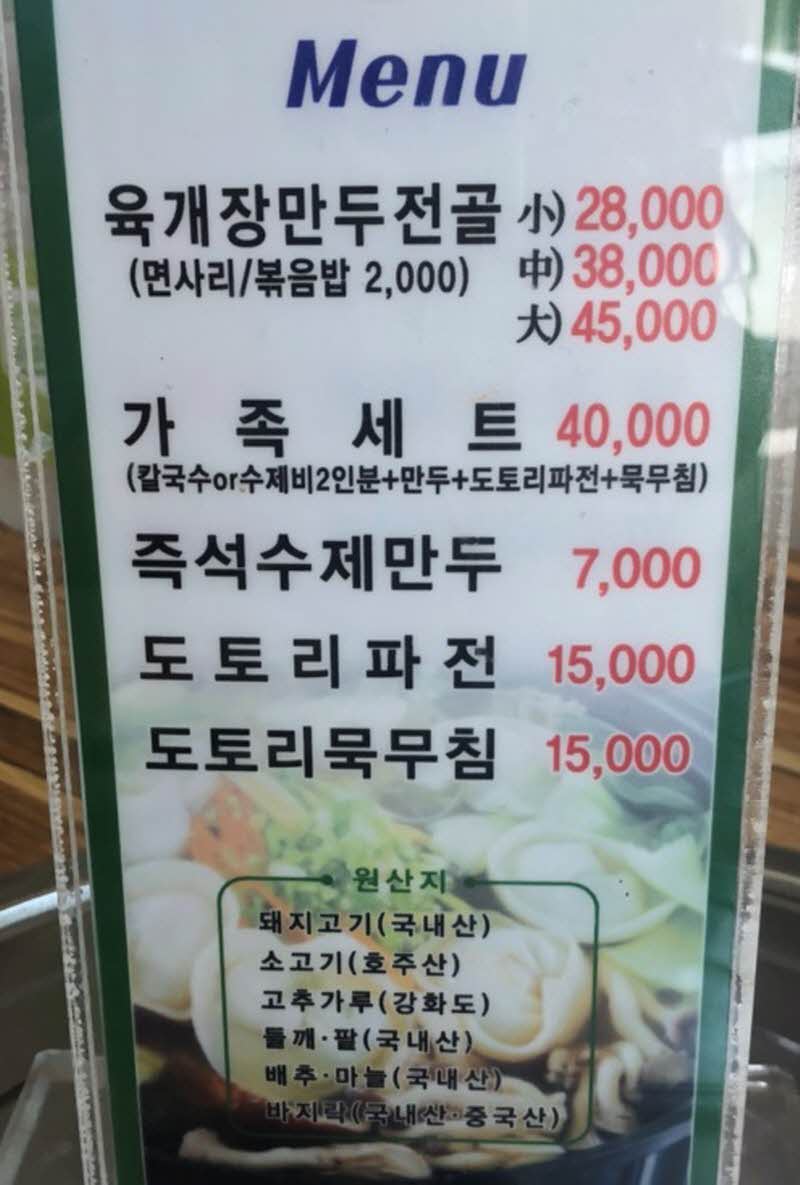 Menu
육개장만두전골 小) 28,000
(면사리/볶음밥 2,000) 中) 38,000
大) 45,000
가 족 세 트 40,000
(칼국수or수제비2인분+만두+도토리파전+묵무침)
즉석수제만두 7,000
도 토 리 파 전 15,000
도토리묵무침 15,000
원산지
돼지고기(국내산)
소고기(호주산)
고추가루(강화도)
들깨·팥(국내산)
배추·마늘(국내산)
바지락(국내산·중국산)